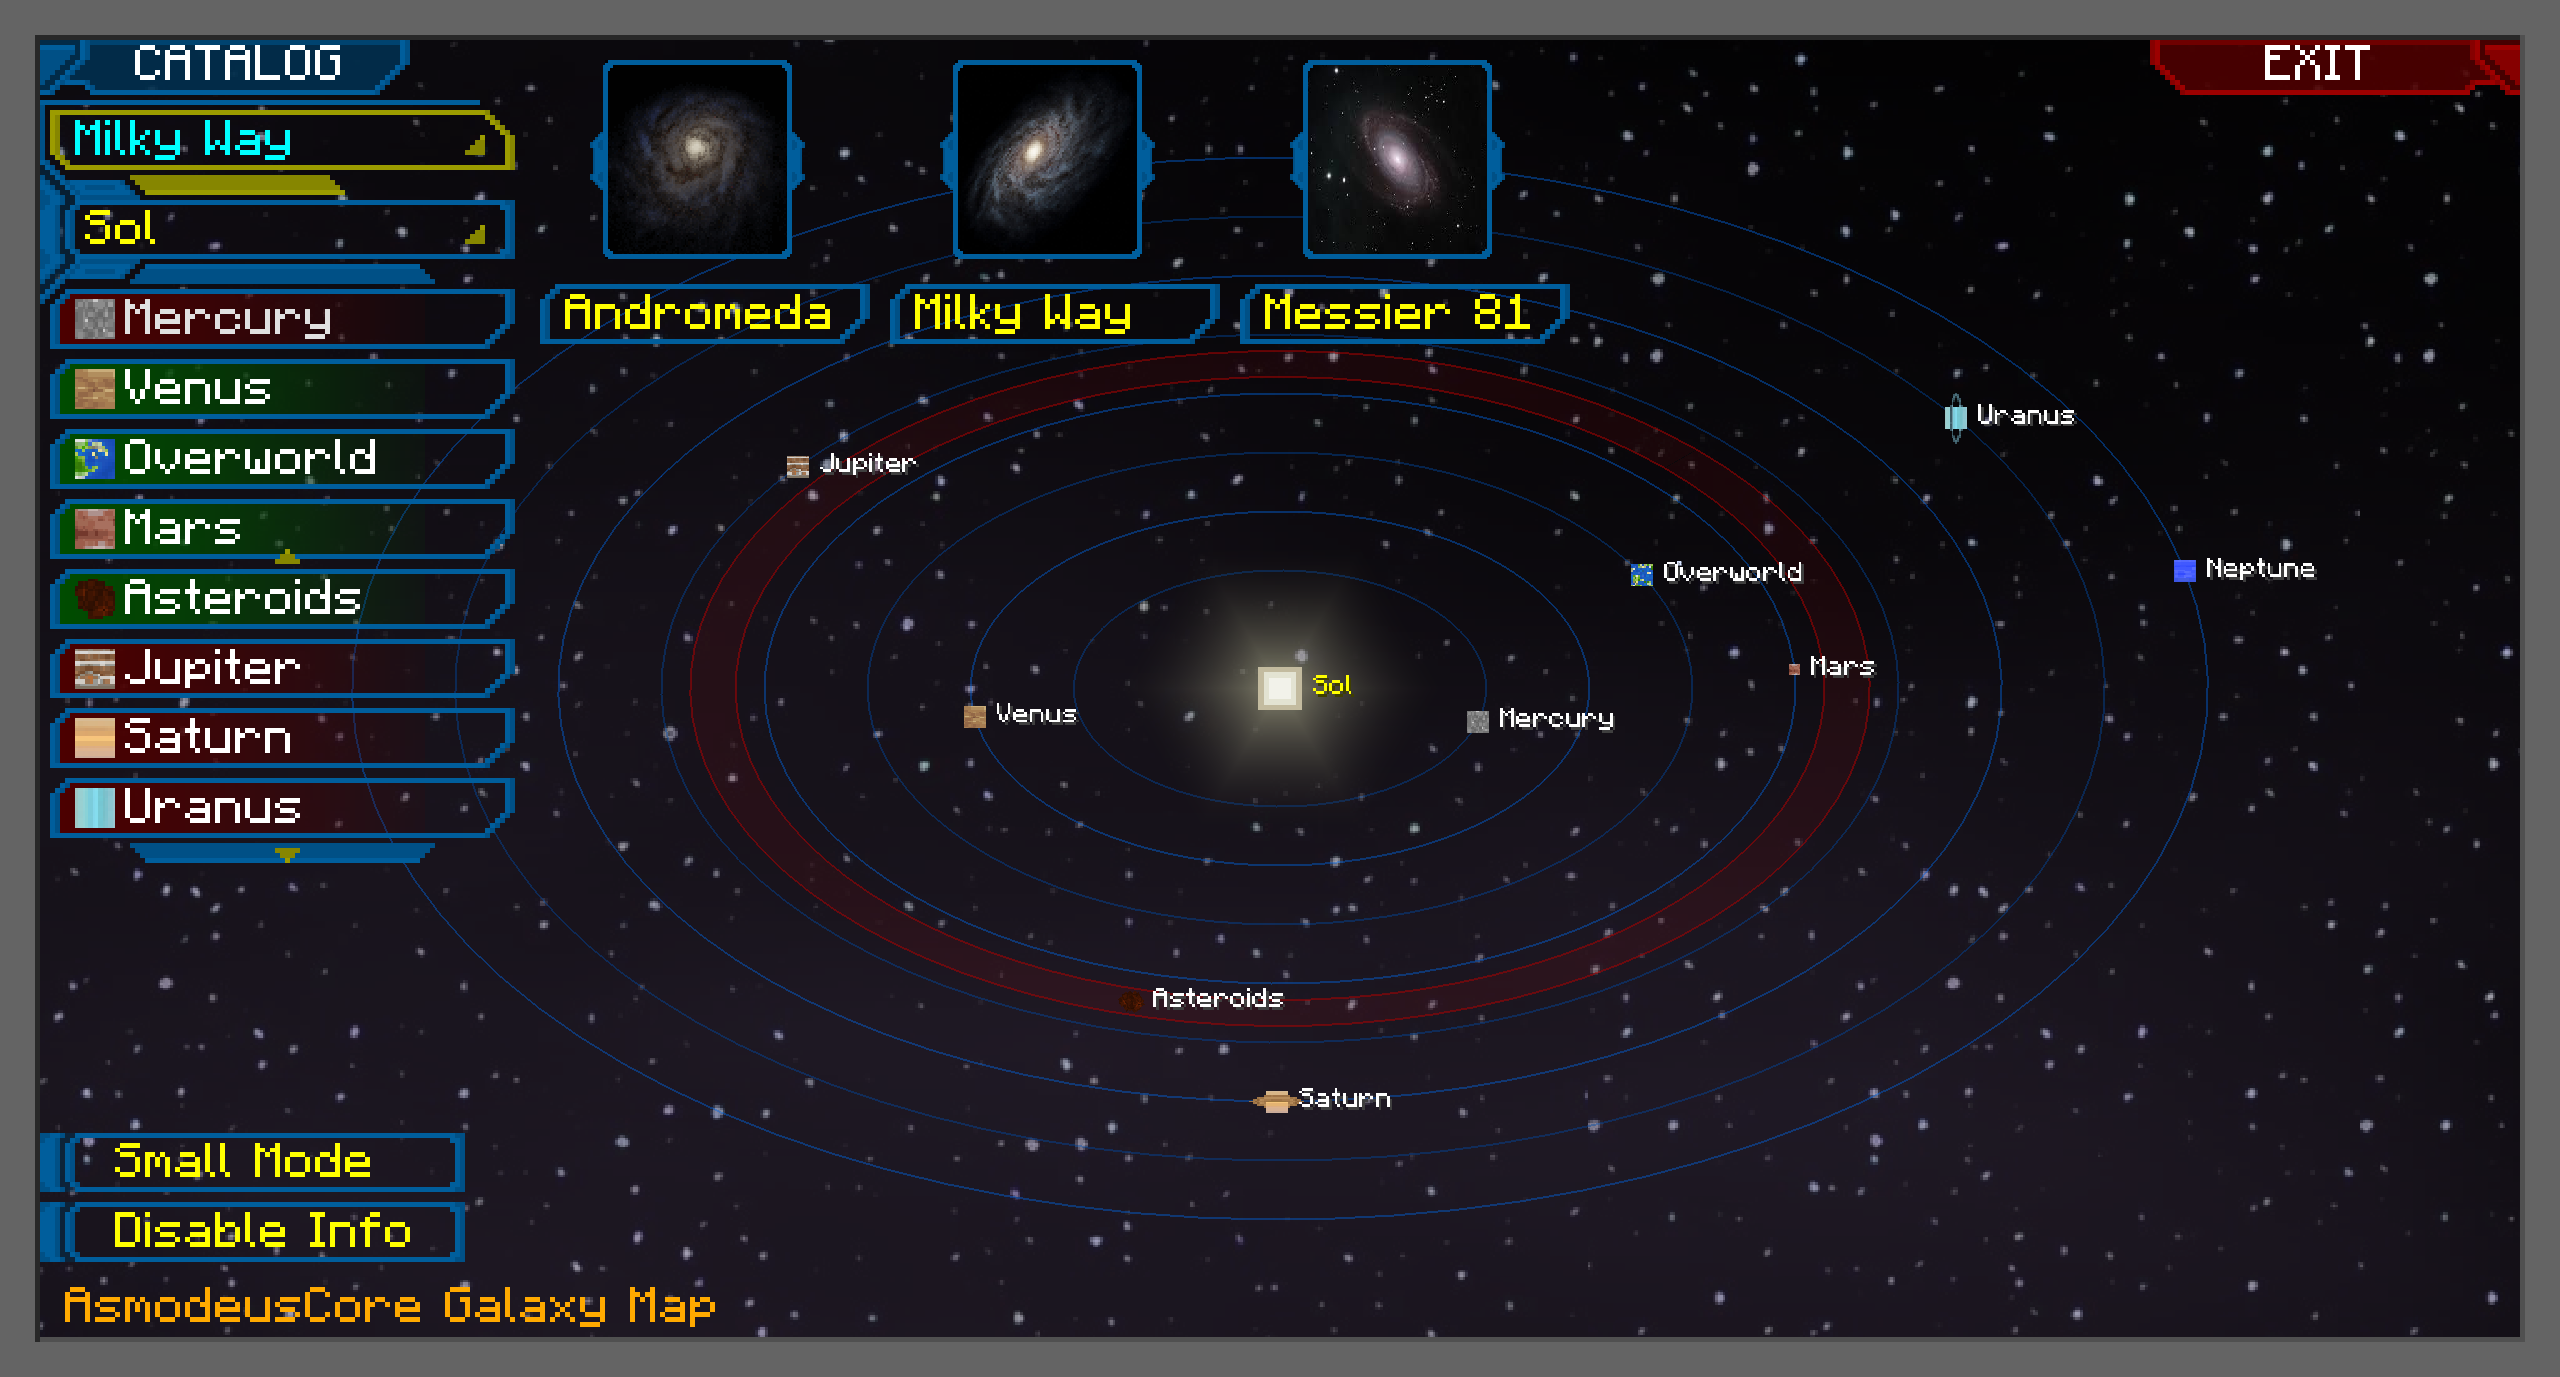 CATALOG
EXIT
Milky Way
Sol
Mercury
Venus
Overworld
Mars
Asteroids
Jupiter
Saturn
Uranus
Andromeda
Milky Way
Messier 81
Uranus
Jupiter
Neptune
Overworld
Mars
Sol
Venus
Mercury
Asteroids
Saturn
Small Mode
Disable Info
AsmodeusCore Galaxy Map